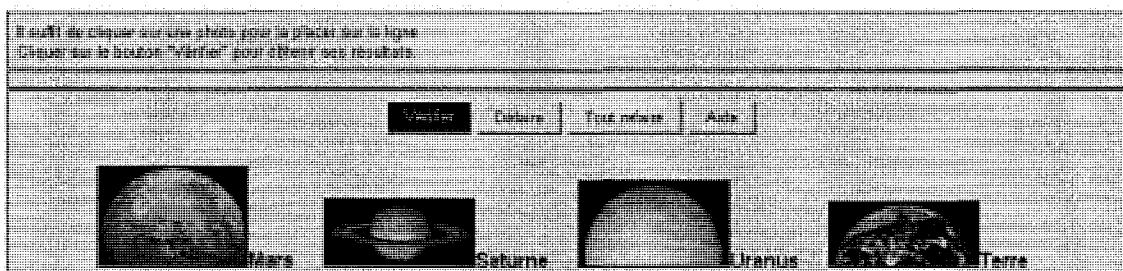 Il suffit de cliquer sur une photo pour la placer sur la ligne
Cliquer sur le bouton "Vérifier" pour obtenir ses résultats.
Vérifier Tout refaire Aide
Mars Saturne Uranus Terre